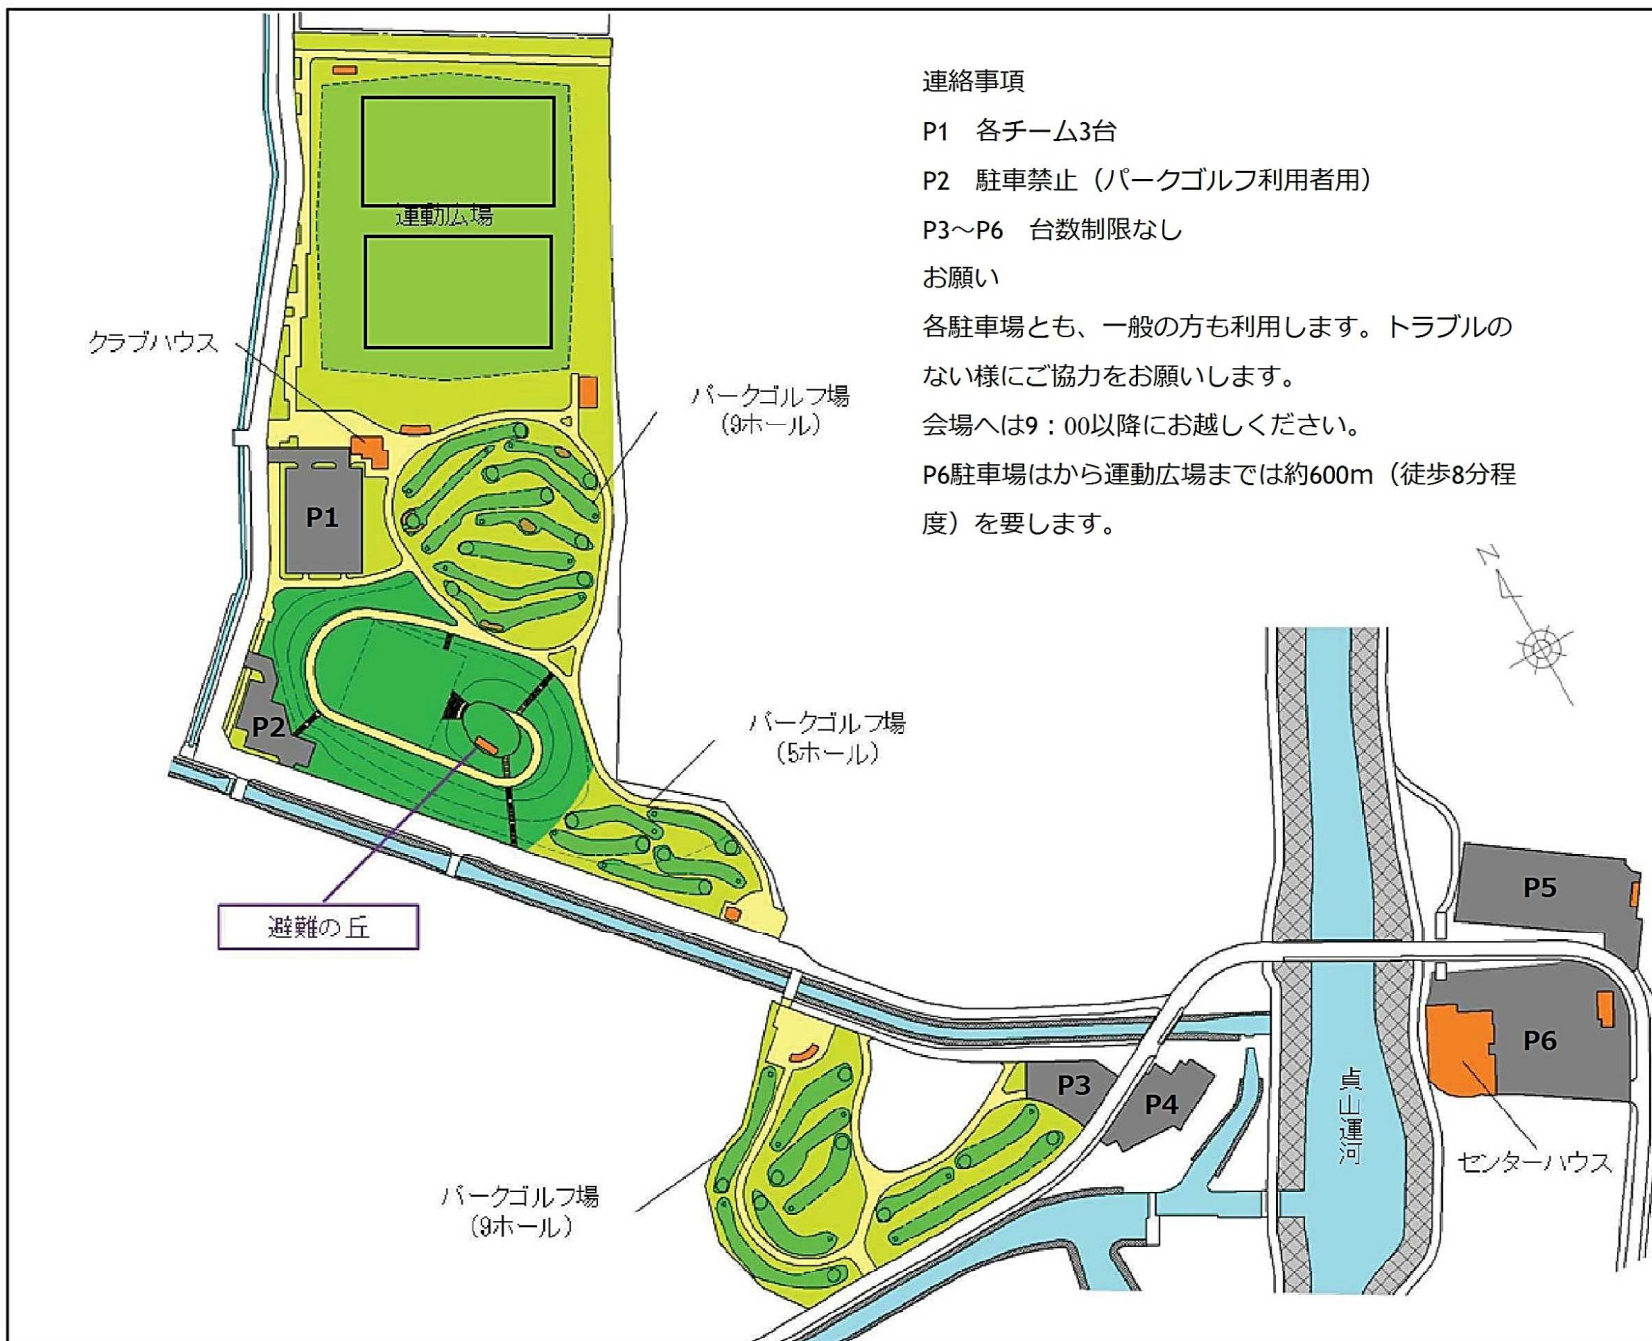 連絡事項
P1　各チーム3台
P2　駐車禁止（パークゴルフ利用者用）
P3～P6　台数制限なし
お願い
各駐車場とも、一般の方も利用します。トラブルの
ない様にご協力をお願いします。
会場へは9：00以降にお越しください。
P6駐車場はから運動広場までは約600m（徒歩8分程
度）を要します。
運動広場
クラブハウス
パークゴルフ場
（9ホール）
P1
N
P2
パークゴルフ場
（5ホール）
避難の丘
P5
P6
P3
P4
貞山運河
センターハウス
パークゴルフ場
（9ホール）